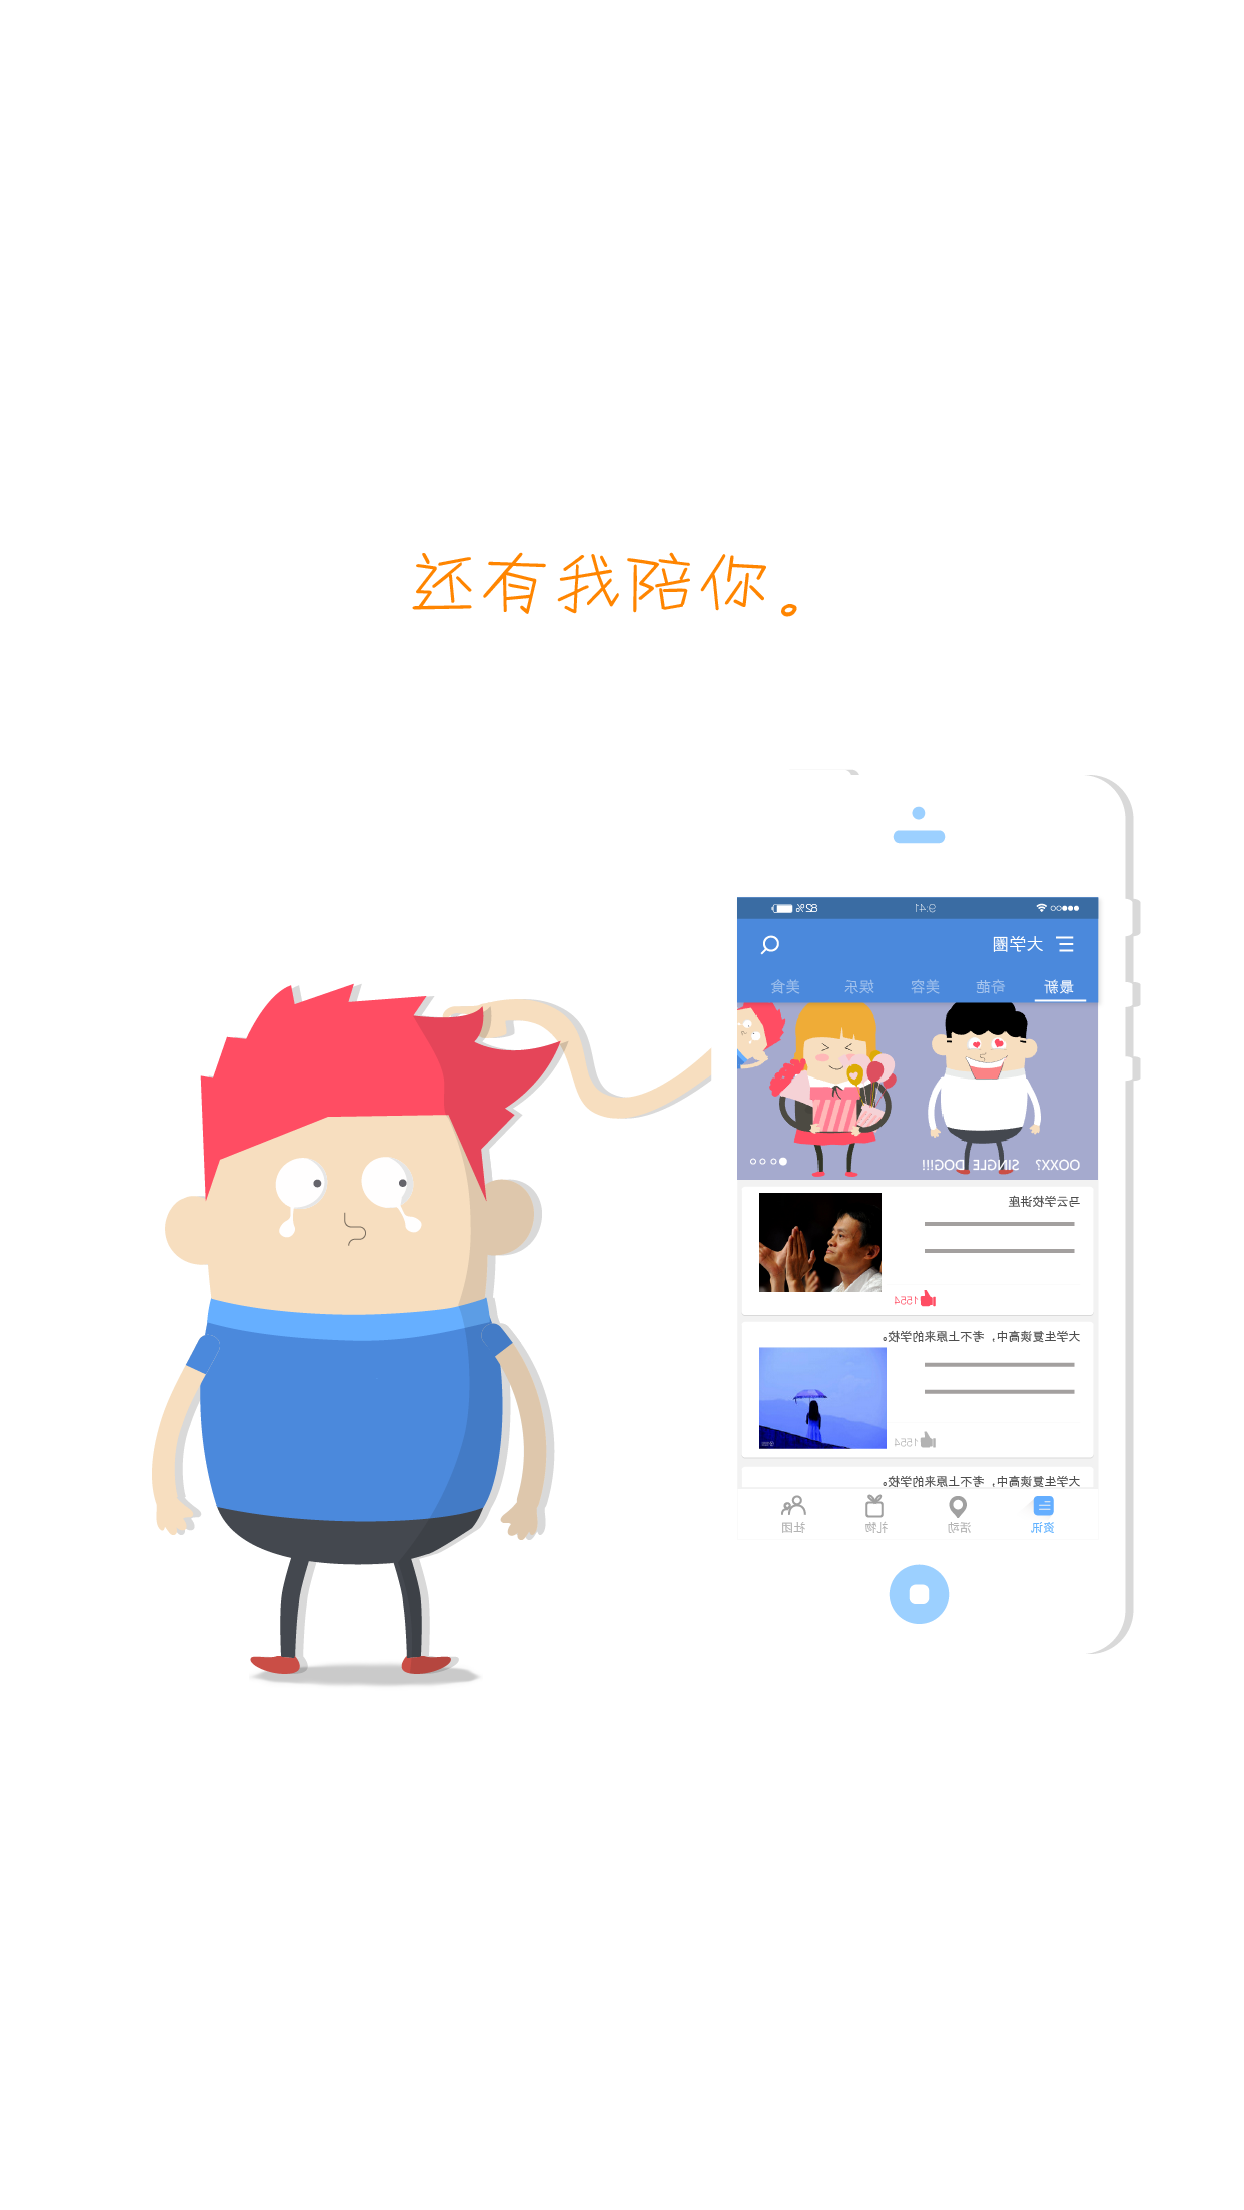 还有我陪你。
9:41 82%
大学圈
最新 奇葩 美容 娱乐 美食
OOXX? SINGLE DOG!!!
马云学校讲座
1554
大学生复读高中，考不上原来的学校。
1554
大学生复读高中，考不上原来的学校。
资讯 活动 礼物 社团